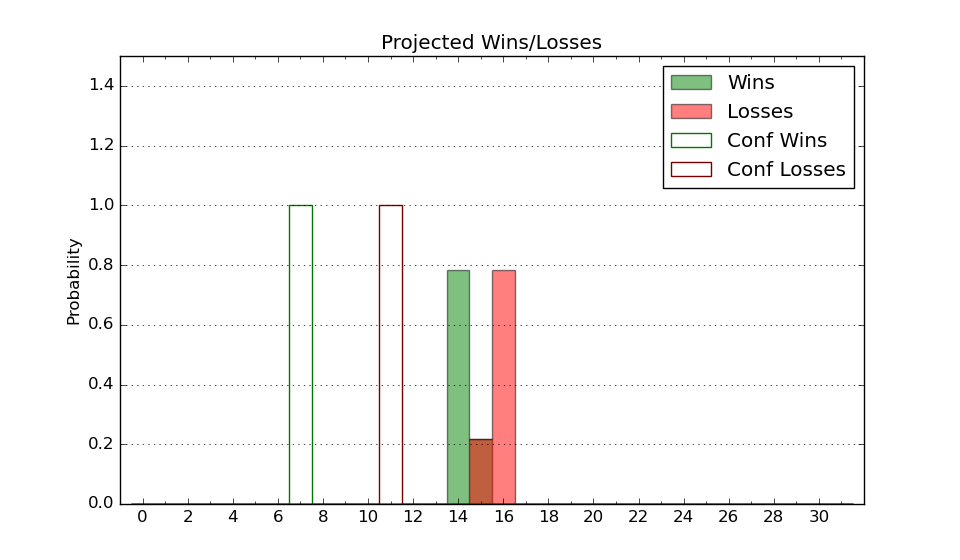 Projected Wins/Losses
Wins
Losses
Conf Wins
Conf Losses
Probability
1.4
1.2
1.0
0.8
0.6
0.4
0.2
0.0
0 2 4 6 8 10 12 14 16 18 20 22 24 26 28 30